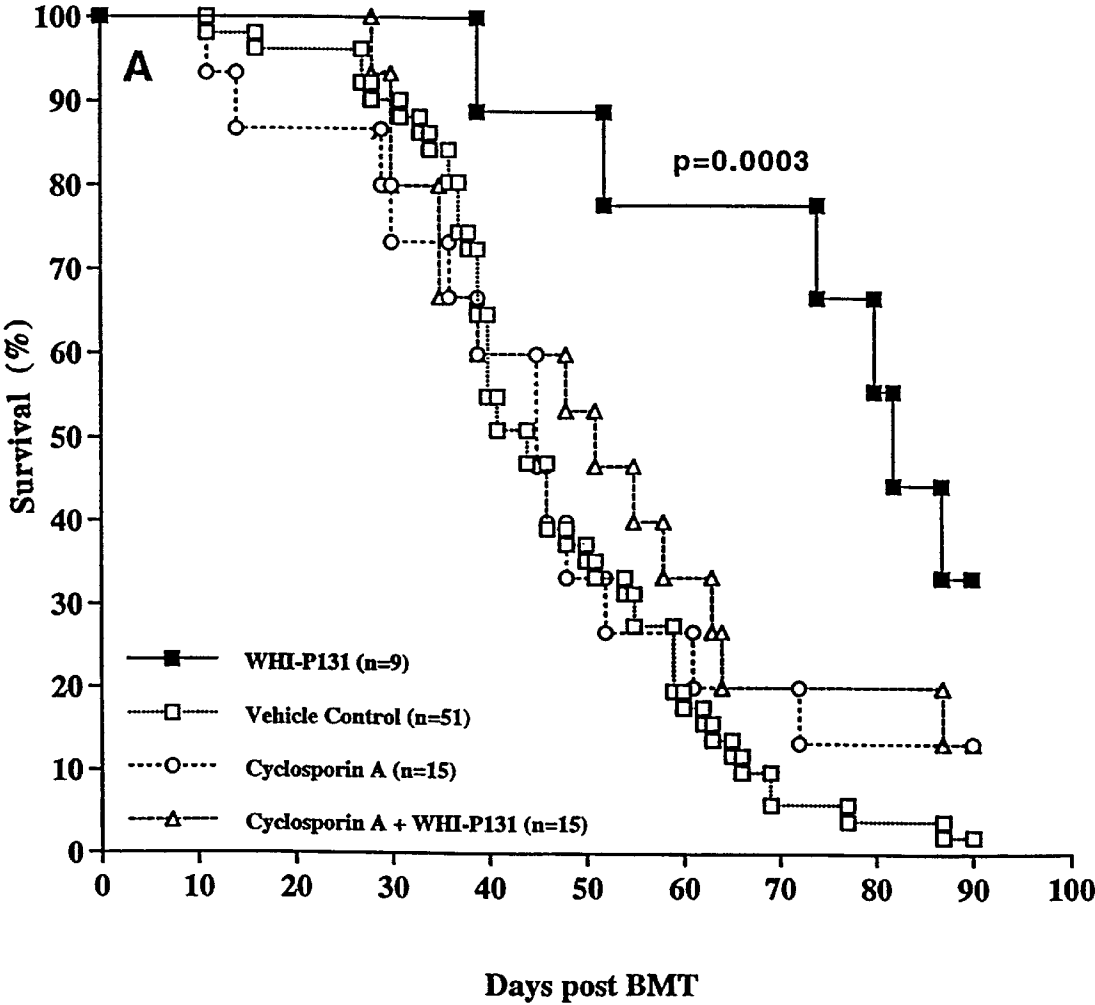 A
p=0.0003
Survival (%)
100
90
80
70
60
50
40
30
20
10
0
WHI-P131 (n=9)
Vehicle Control (n=51)
Cyclosporin A (n=15)
Cyclosporin A + WHI-P131 (n=15)
0 10 20 30 40 50 60 70 80 90 100
Days post BMT